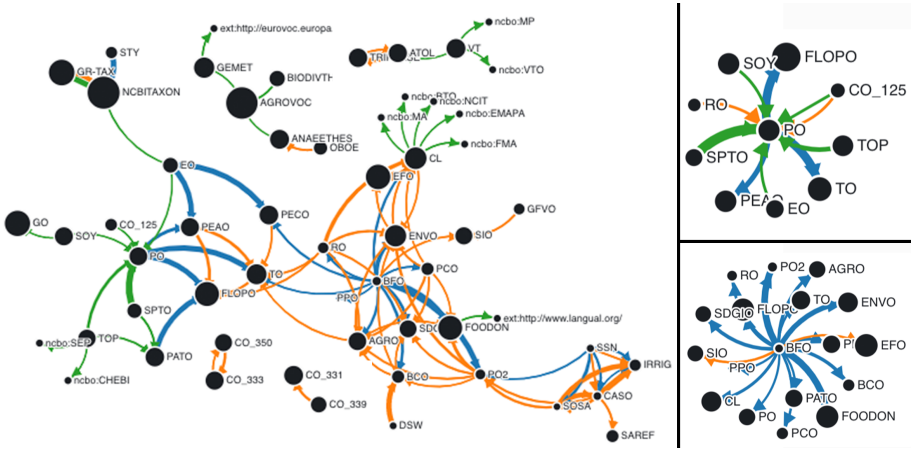 STY
GR-TAX
NCBITAXON
ext:http://eurovoc.europa
GEMET
BIODIVTH
AGROVOC
ANAEETHES
OBOE
ATOL
VT
ncbo:MP
ncbo:VTO
ncbo:NCIT
ncbo:MA
ncbo:EMAPA
ncbo:FMA
CL
EFO
EO
PECO
GO
SOY
CO_125
PEAO
PO
RO
ENVO
SIO
GFVO
TO
BFO
PCO
PPO
FLOPO
SPTO
TOP
PATO
ncbo:SEP
ncbo:CHEBI
AGRO
FOODON
ext:http://www.langual.org/
CO_350
CO_333
CO_331
CO_339
BCO
PO2
DSW
SSN
IRRIG
CASO
SOSA
SAREF
SOY
FLOPO
RO
CO_125
PO
SPTO
TOP
TO
EO
RO
PO2
AGRO
SDGIO
FLOPO
TO
ENVO
SIO
BFO
EFO
PPO
BCO
CL
PATO
PO
FOODON
PCO